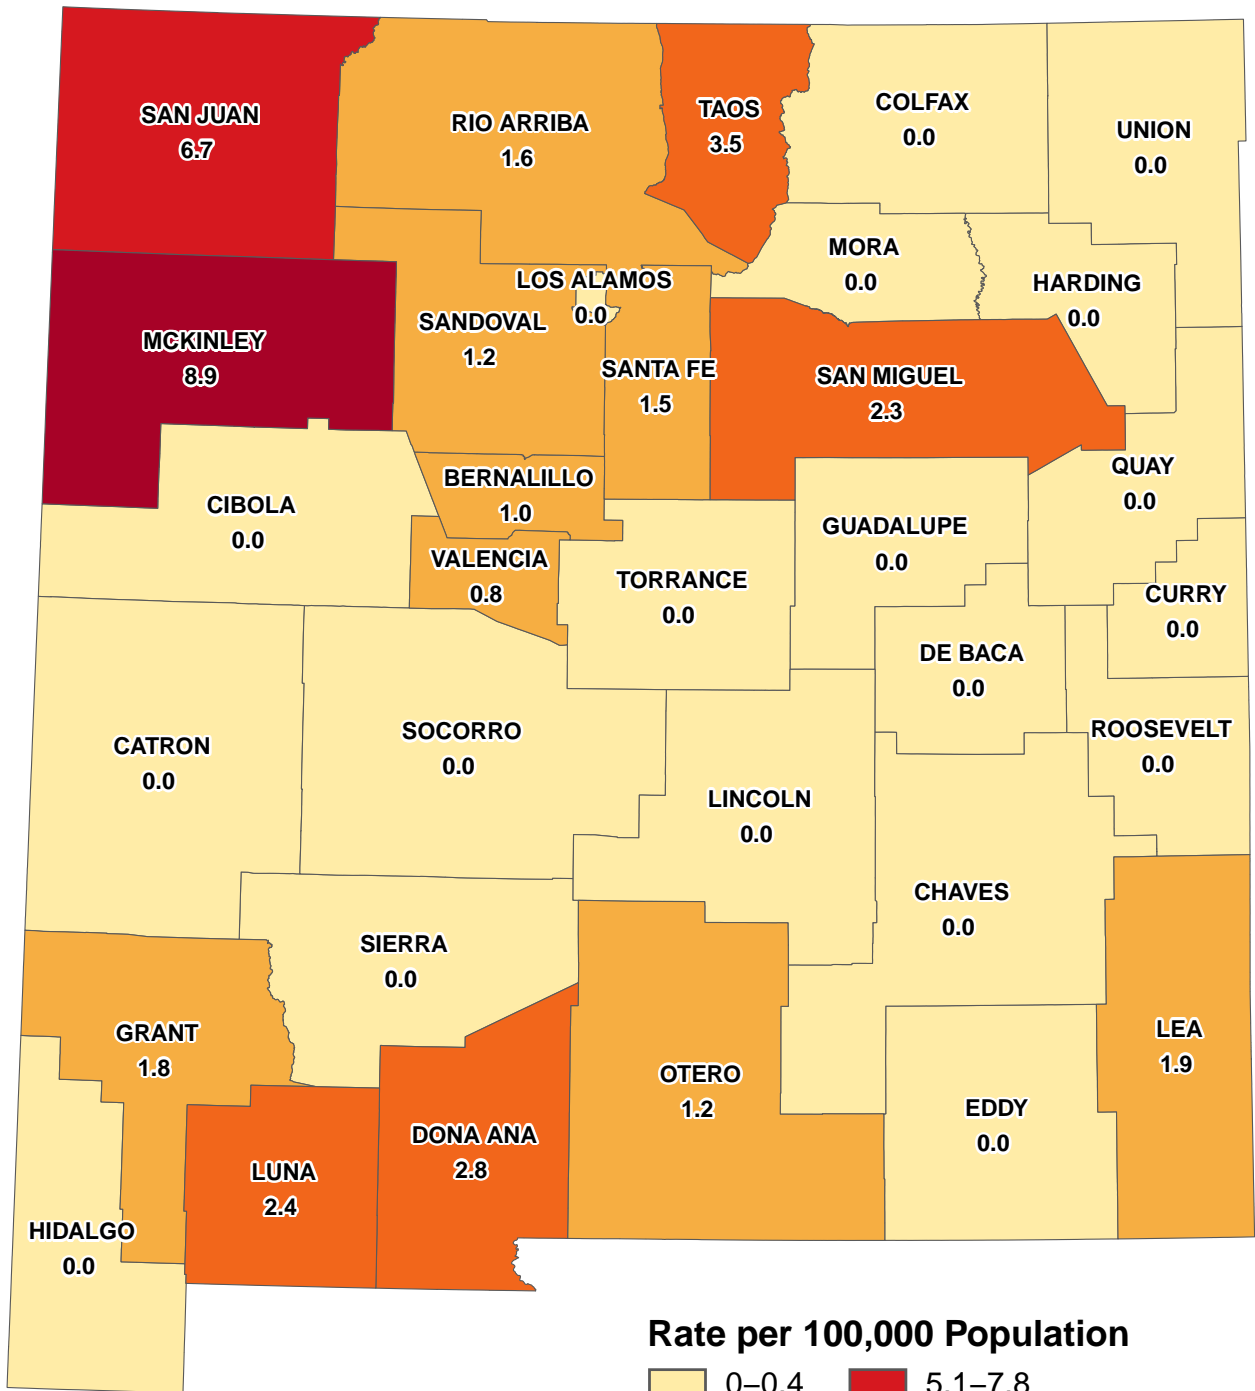 SAN JUAN
6.7
RIO ARRIBA
1.6
TAOS
3.5
COLFAX
0.0
UNION
0.0
MORA
0.0
HARDING
0.0
LOS ALAMOS
0.0
MCKINLEY
8.9
SANDOVAL
1.2
SANTA FE
1.5
SAN MIGUEL
2.3
QUAY
0.0
BERNALILLO
1.0
CIBOLA
0.0
GUADALUPE
0.0
VALENCIA
0.8
TORRANCE
0.0
CURRY
0.0
DE BACA
0.0
ROOSEVELT
0.0
CATRON
0.0
SOCORRO
0.0
LINCOLN
0.0
CHAVES
0.0
SIERRA
0.0
GRANT
1.8
LEA
1.9
OTERO
1.2
EDDY
0.0
DONA ANA
2.8
LUNA
2.4
HIDALGO
0.0
Rate per 100,000 Population
0–0.4
5.1–7.8